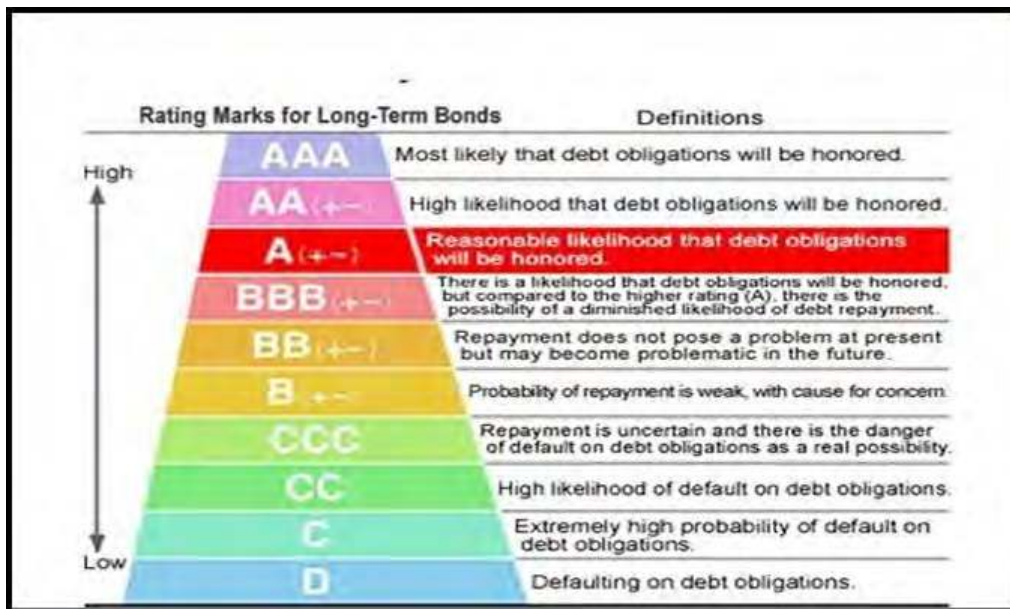 Rating Marks for Long-Term Bonds Definitions
High
AAA Most likely that debt obligations will be honored.
AA (+−) High likelihood that debt obligations will be honored.
A (+−) Reasonable likelihood that debt obligations
will be honored.
BBB (+−) There is a likelihood that debt obligations will be honored,
but compared to the higher rating (A), there is the
possibility of a diminished likelihood of debt repayment.
BB (+−) Repayment does not pose a problem at present
but may become problematic in the future.
B (+−) Probability of repayment is weak, with cause for concern.
CCC Repayment is uncertain and there is the danger
of default on debt obligations as a real possibility.
CC High likelihood of default on debt obligations.
C Extremely high probability of default on
debt obligations.
Low
D Defaulting on debt obligations.